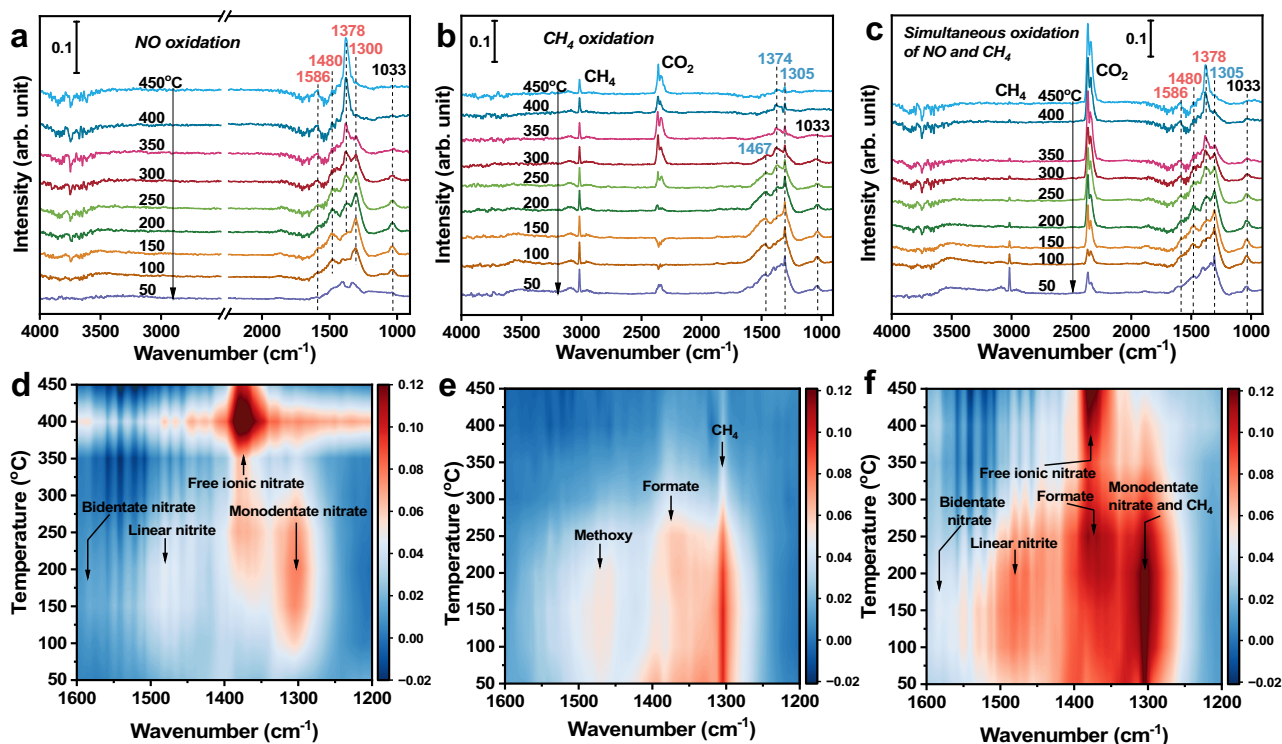 a
0.1
NO oxidation
1378
1300
1480
1586
1033
450°C
400
350
300
250
200
150
100
50
Intensity (arb. unit)
4000 3000 2000 1000
Wavenumber (cm-1)
b
0.1
CH4 oxidation
1374
1305
CH4
CO2
450°C
400
1033
350
1467
300
250
200
150
100
50
Intensity (arb. unit)
4000 3500 3000 2500 2000 1500 1000
Wavenumber (cm-1)
c
Simultaneous oxidation
of NO and CH4
0.1
1378
1480
1305
1586
1033
CH4
CO2
450°C
400
350
300
250
200
150
100
50
Intensity (arb. unit)
4000 3500 3000 2500 2000 1500 1000
Wavenumber (cm-1)
d
450
400
350
300
250
200
150
100
50
Temperature (°C)
Free ionic nitrate
Bidentate nitrate
Monodentate nitrate
Linear nitrite
1600 1500 1400 1300 1200
Wavenumber (cm-1)
0.12
0.10
0.08
0.06
0.04
0.02
0.00
−0.02
e
450
400
350
300
250
200
150
100
50
Temperature (°C)
CH4
Formate
Methoxy
1600 1500 1400 1300 1200
Wavenumber (cm-1)
0.12
0.10
0.08
0.06
0.04
0.02
0.00
−0.02
f
450
400
350
300
250
200
150
100
50
Temperature (°C)
Free ionic nitrate
Bidentate
nitrate
Formate
Monodentate
nitrate and CH4
Linear nitrite
1600 1500 1400 1300 1200
Wavenumber (cm-1)
0.12
0.10
0.08
0.06
0.04
0.02
0.00
−0.02